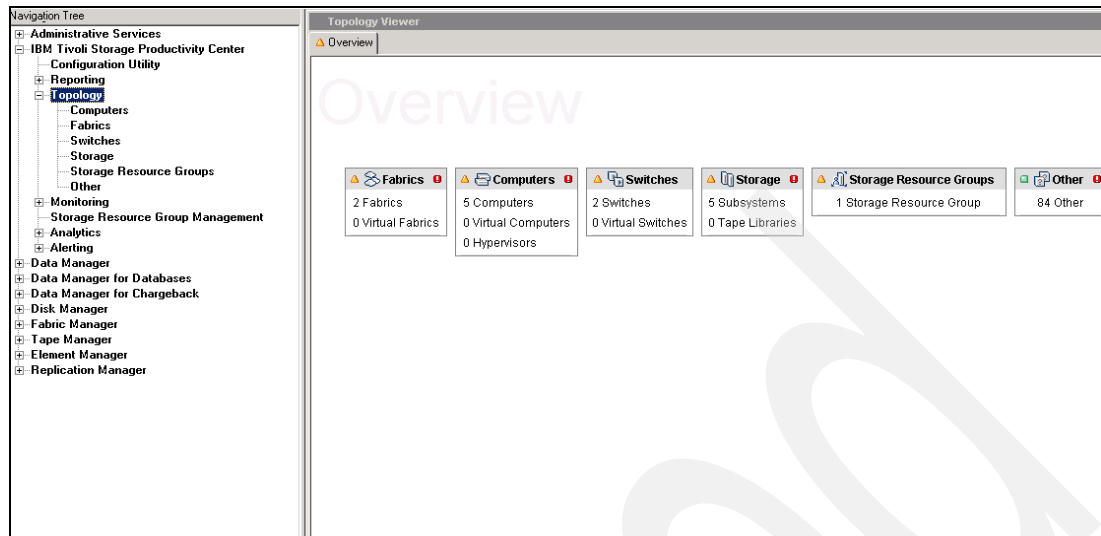 Navigation Tree
Administrative Services
IBM Tivoli Storage Productivity Center
Configuration Utility
Reporting
Topology
Computers
Fabrics
Switches
Storage
Storage Resource Groups
Other
Monitoring
Storage Resource Group Management
Analytics
Alerting
Data Manager
Data Manager for Databases
Data Manager for Chargeback
Disk Manager
Fabric Manager
Tape Manager
Element Manager
Replication Manager
Topology Viewer
Overview
Overview
Fabrics
2 Fabrics
0 Virtual Fabrics
Computers
5 Computers
0 Virtual Computers
0 Hypervisors
Switches
2 Switches
0 Virtual Switches
Storage
5 Subsystems
0 Tape Libraries
Storage Resource Groups
1 Storage Resource Group
Other
84 Other